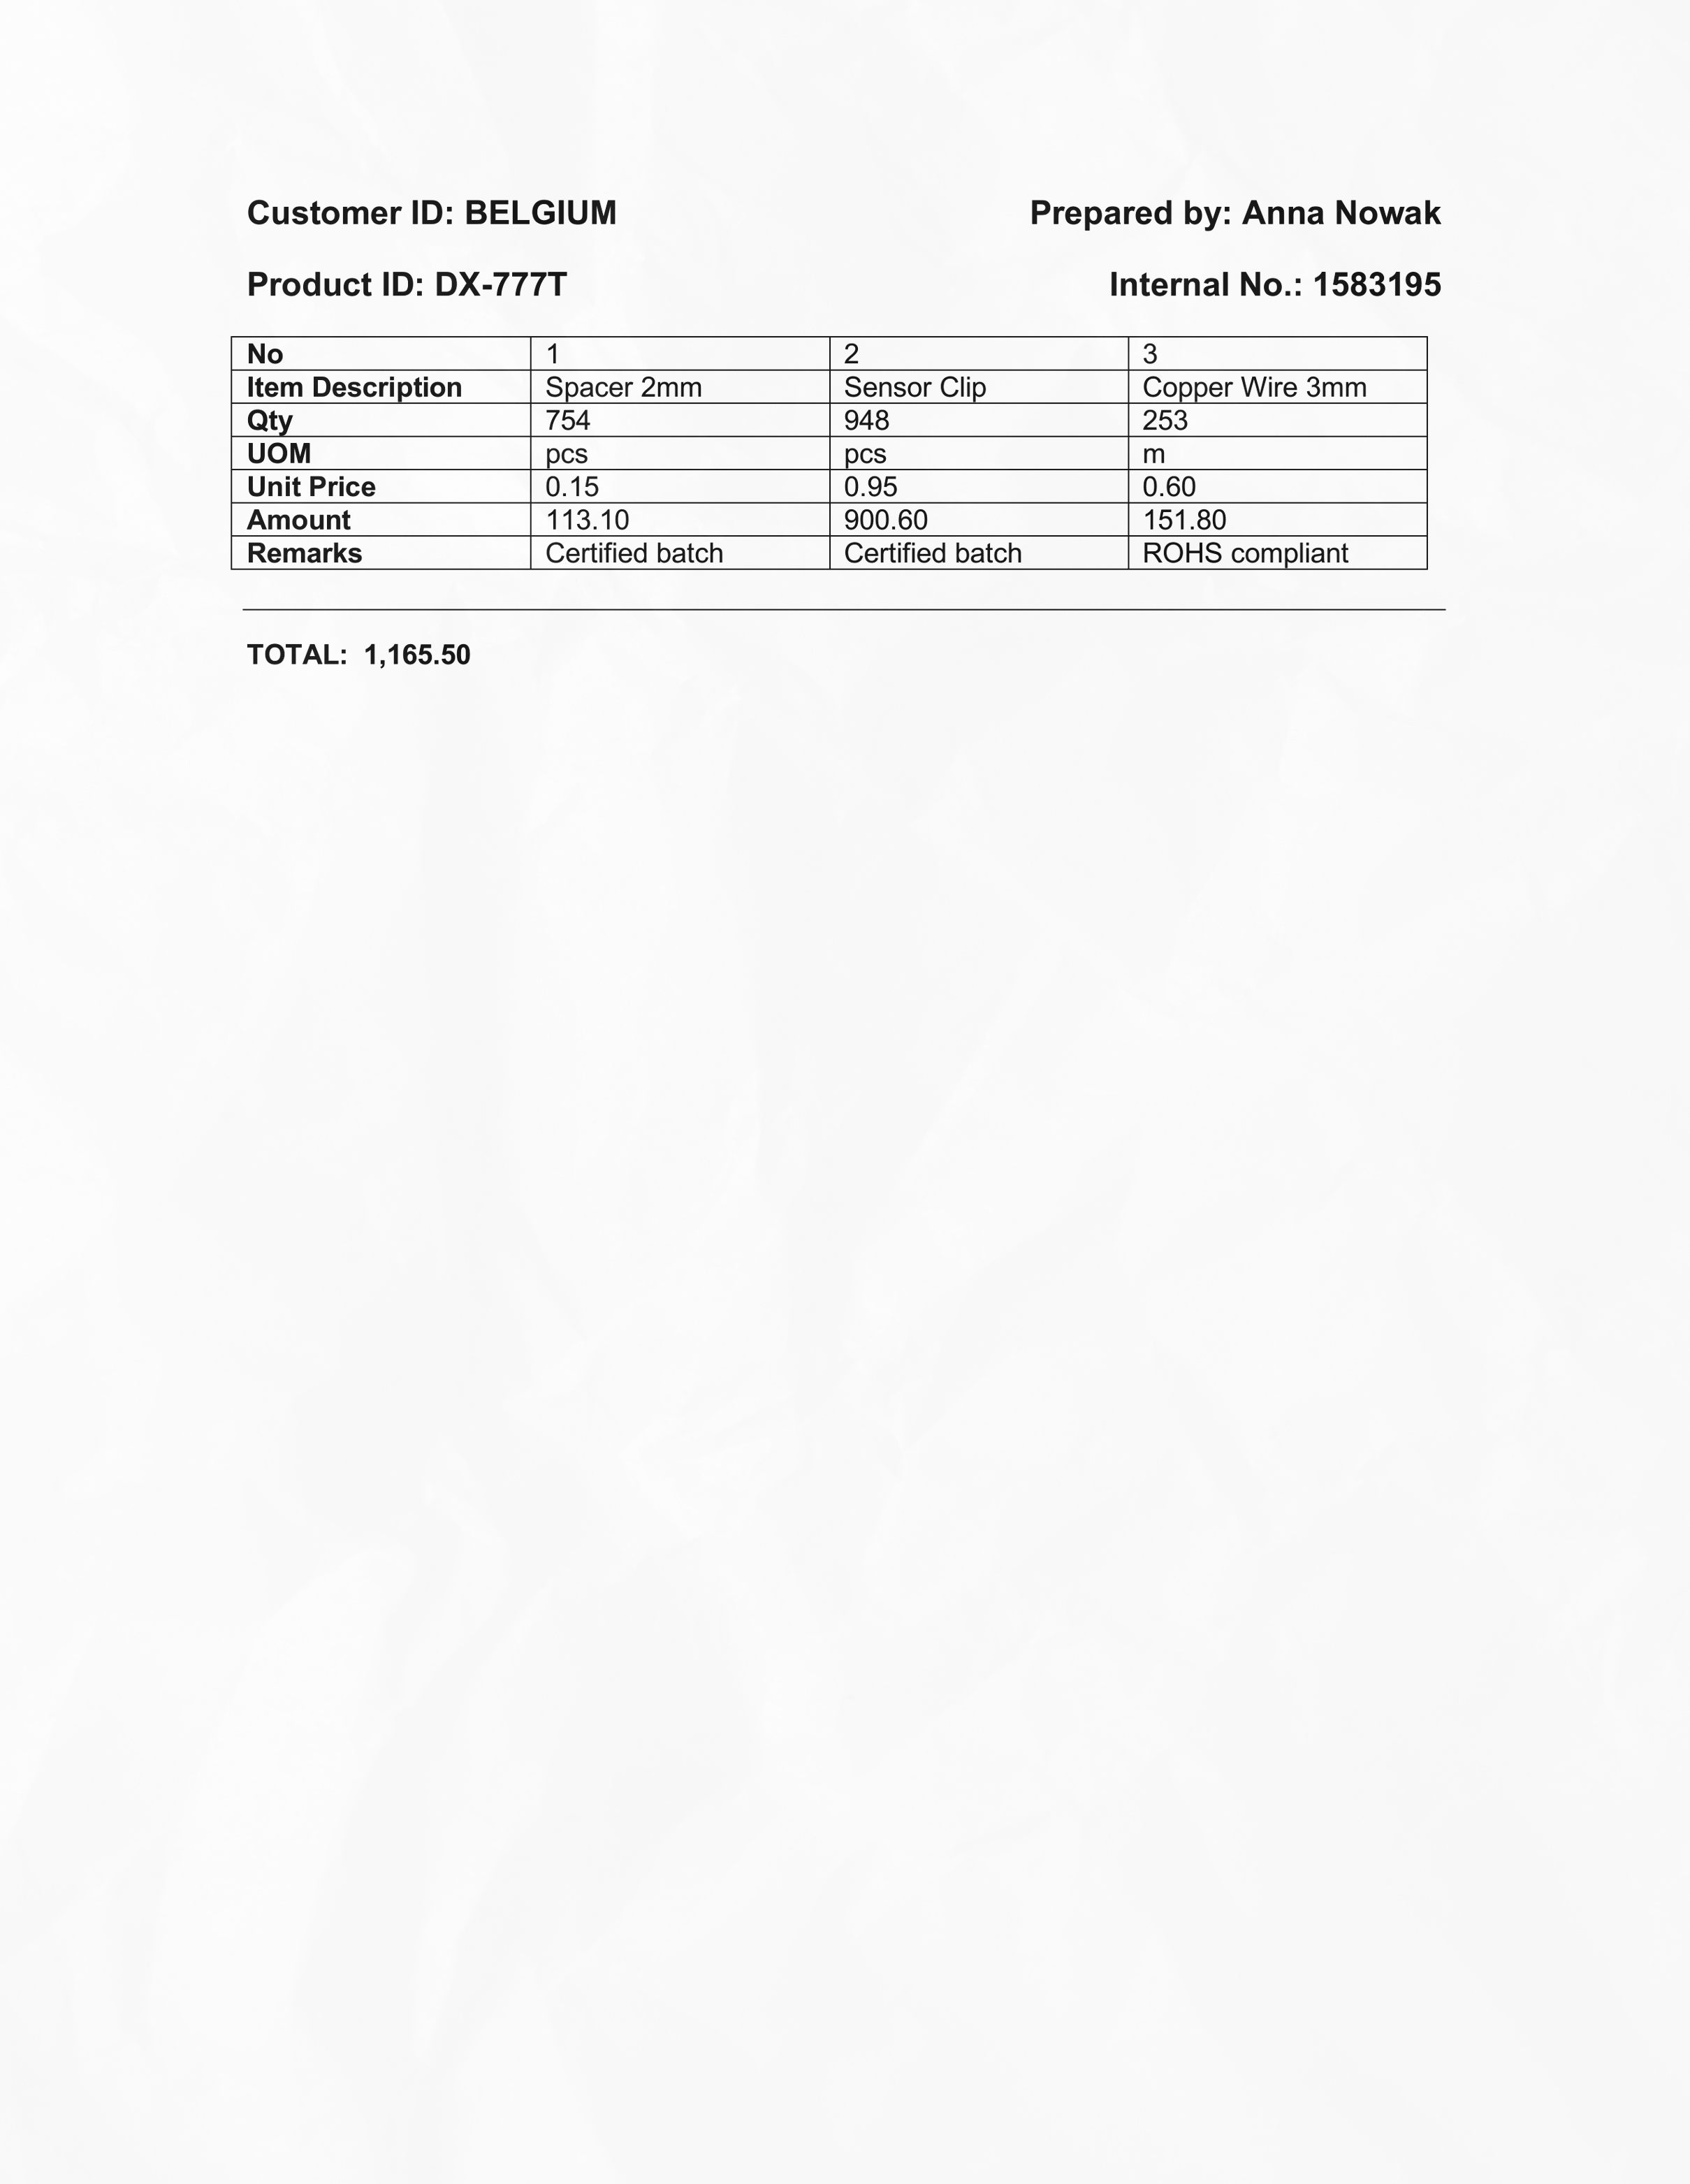 Customer ID: BELGIUM Prepared by: Anna Nowak
Product ID: DX-777T Internal No.: 1583195
No 1 2 3
Item Description Spacer 2mm Sensor Clip Copper Wire 3mm
Qty 754 948 253
UOM pcs pcs m
Unit Price 0.15 0.95 0.60
Amount 113.10 900.60 151.80
Remarks Certified batch Certified batch ROHS compliant
TOTAL: 1,165.50